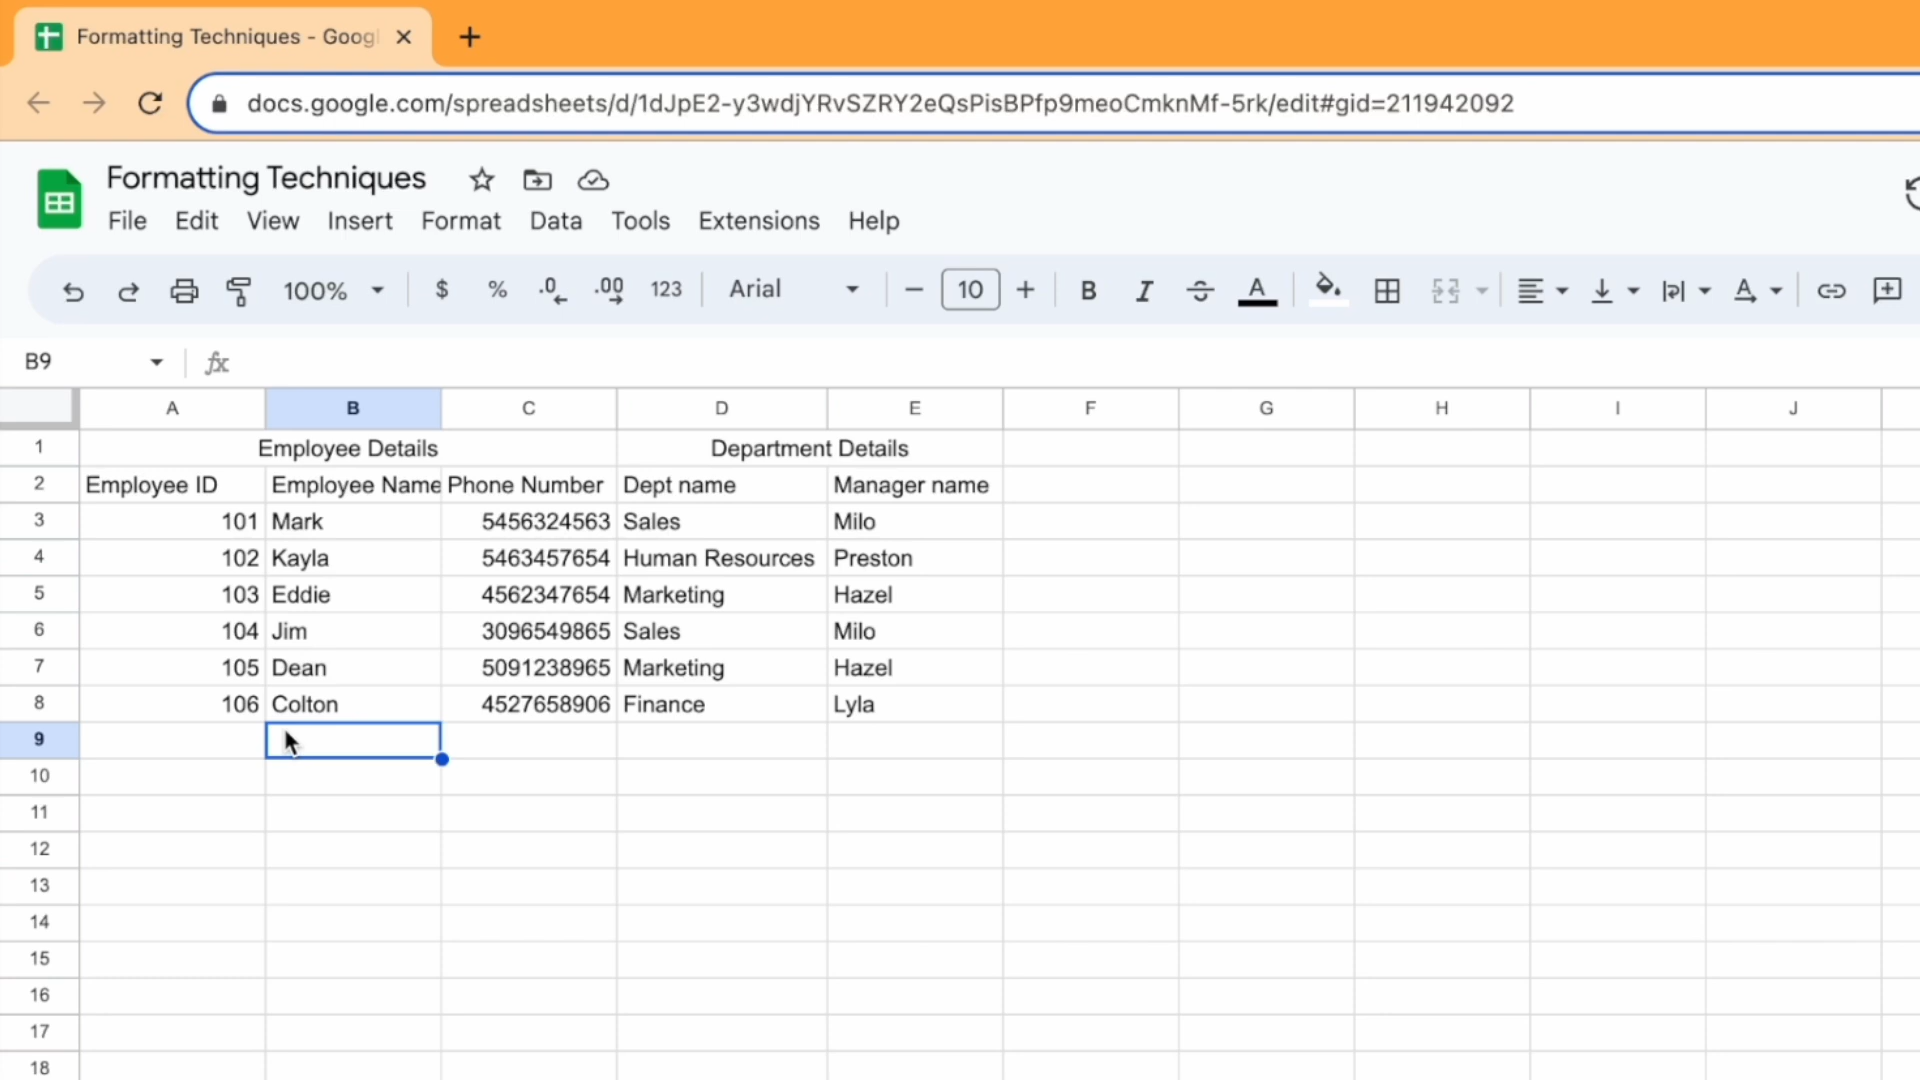 Formatting Techniques - Goog
docs.google.com/spreadsheets/d/1dJpE2-y3wdjYRvSZRY2eQsPisBPfp9meoCmknMf-5rk/edit#gid=211942092
Formatting Techniques
File Edit View Insert Format Data Tools Extensions Help
100% $ % .0 .00 123 Arial 10 B I S A A
B9 fx
A B C D E F G H I J
1 Employee Details Department Details
2 Employee ID Employee Name Phone Number Dept name Manager name
3 101 Mark 5456324563 Sales Milo
4 102 Kayla 5463457654 Human Resources Preston
5 103 Eddie 4562347654 Marketing Hazel
6 104 Jim 3096549865 Sales Milo
7 105 Dean 5091238965 Marketing Hazel
8 106 Colton 4527658906 Finance Lyla
9
10
11
12
13
14
15
16
17
18